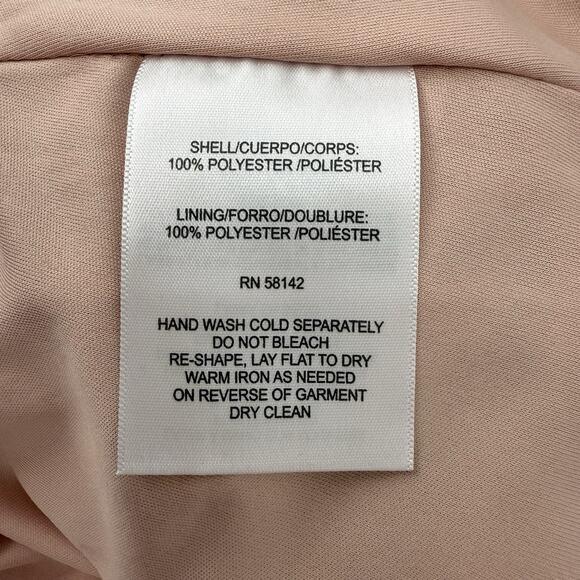 SHELL/CUERPO/CORPS:
100% POLYESTER /POLIÉSTER
LINING/FORRO/DOUBLURE:
100% POLYESTER /POLIÉSTER
RN 58142
HAND WASH COLD SEPARATELY
DO NOT BLEACH
RE-SHAPE, LAY FLAT TO DRY
WARM IRON AS NEEDED
ON REVERSE OF GARMENT
DRY CLEAN